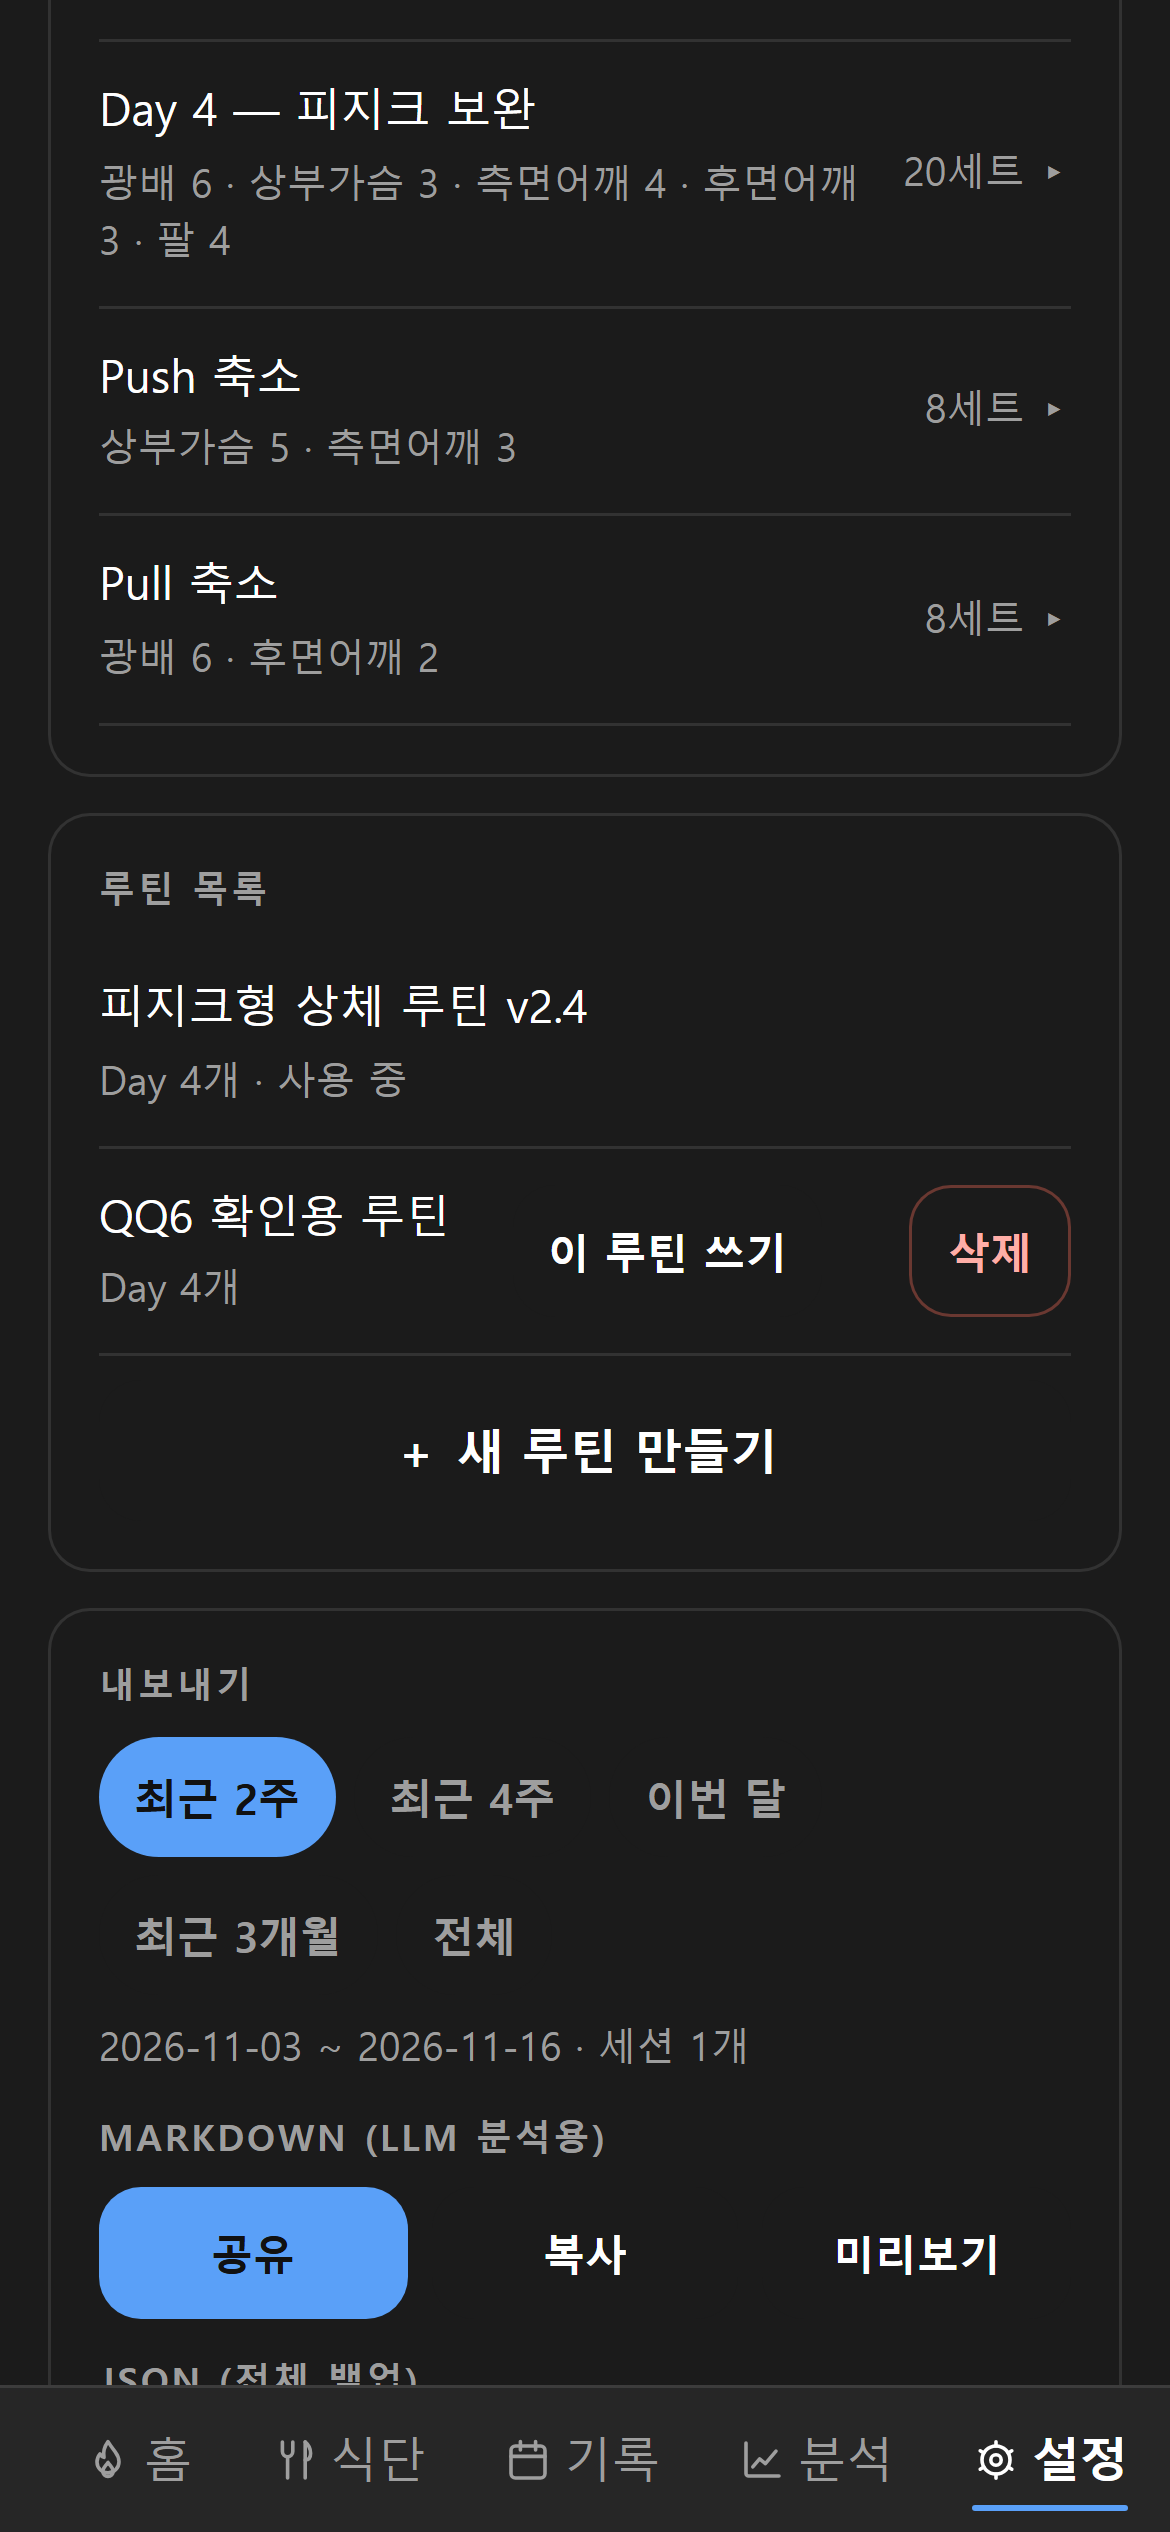 Day 4 — 피지크 보완
광배 6 · 상부가슴 3 · 측면어깨 4 · 후면어깨
3 · 팔 4
20세트 ▸
Push 축소
상부가슴 5 · 측면어깨 3
8세트 ▸
Pull 축소
광배 6 · 후면어깨 2
8세트 ▸
루틴 목록
피지크형 상체 루틴 v2.4
Day 4개 · 사용 중
QQ6 확인용 루틴
Day 4개
이 루틴 쓰기
삭제
+ 새 루틴 만들기
내보내기
최근 2주 최근 4주 이번 달
최근 3개월 전체
2026-11-03 ~ 2026-11-16 · 세션 1개
MARKDOWN (LLM 분석용)
공유 복사 미리보기
JSON (전체 백업)
홈 식단 기록 분석 설정